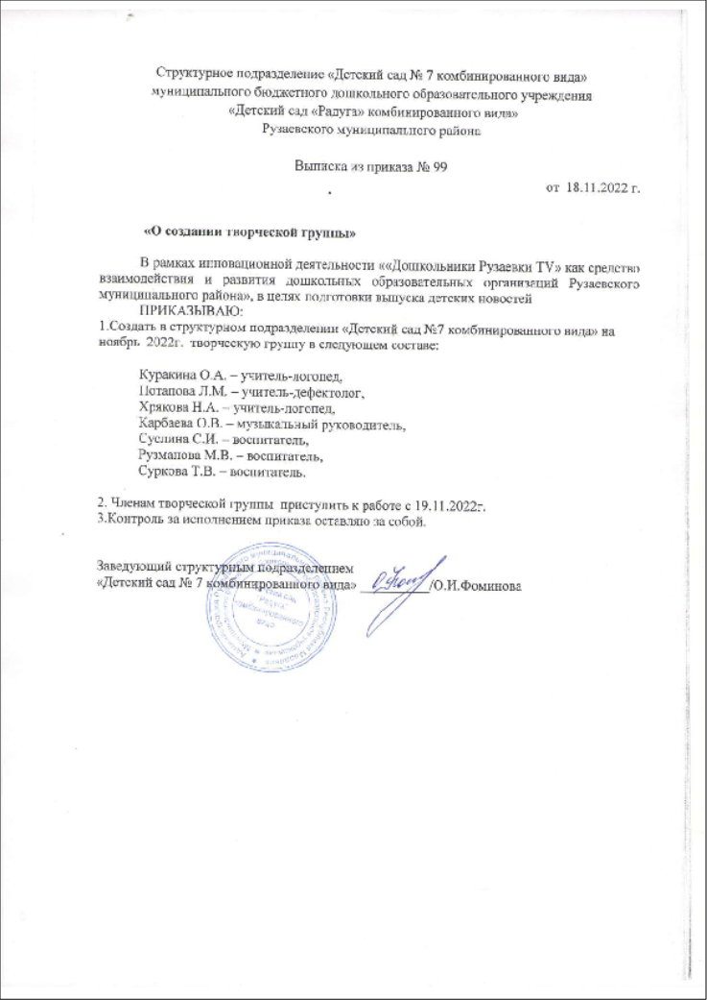 Структурное подразделение «Детский сад № 7 комбинированного вида»
муниципального бюджетного дошкольного образовательного учреждения
«Детский сад «Радуга» комбинированного вида»
Рузаевского муниципального района
Выписка из приказа № 99
от 18.11.2022 г.
«О создании творческой группы»
В рамках инновационной деятельности ««Дошкольники Рузаевки TV» как средство
взаимодействия и развития дошкольных образовательных организаций Рузаевского
муниципального района», в целях подготовки выпуска детских новостей
ПРИКАЗЫВАЮ:
1.Создать в структурном подразделении «Детский сад №7 комбинированного вида» на
ноябрь 2022г. творческую группу в следующем составе:
Куракина О.А. – учитель-логопед,
Потапова Л.М. – учитель-дефектолог,
Хрякова Н.А. – учитель-логопед,
Карбаева О.В. – музыкальный руководитель,
Суслина С.И. – воспитатель,
Рузманова М.В. – воспитатель,
Суркова Т.В. – воспитатель.
2. Членам творческой группы приступить к работе с 19.11.2022г.
3.Контроль за исполнением приказа оставляю за собой.
Заведующий структурным подразделением
«Детский сад № 7 комбинированного вида» __________/О.И.Фоминова
"Радуга"
комбинированного
вида